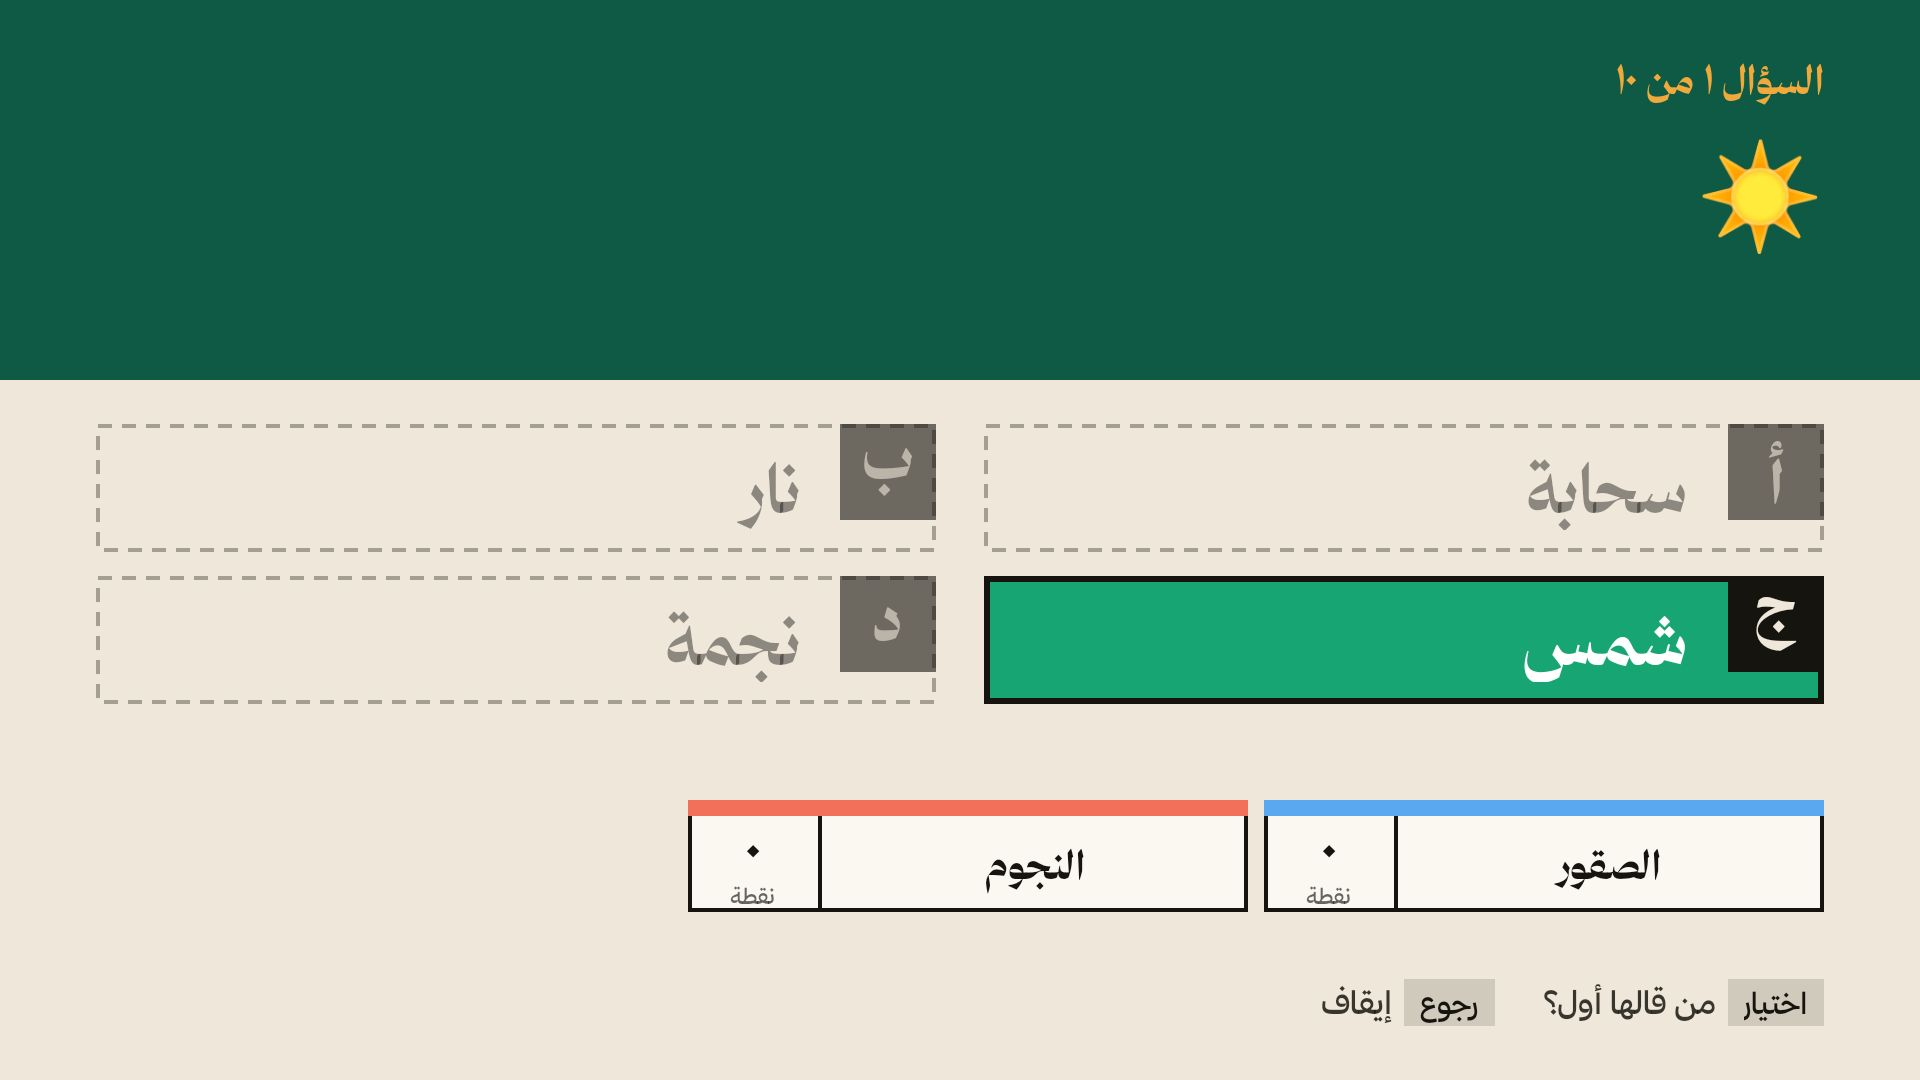 السؤال ١ من ١٠
أ سحابة
ب نار
ج شمس
د نجمة
الصقور
٠
نقطة
النجوم
٠
نقطة
اختيار من قالها أول؟
رجوع إيقاف